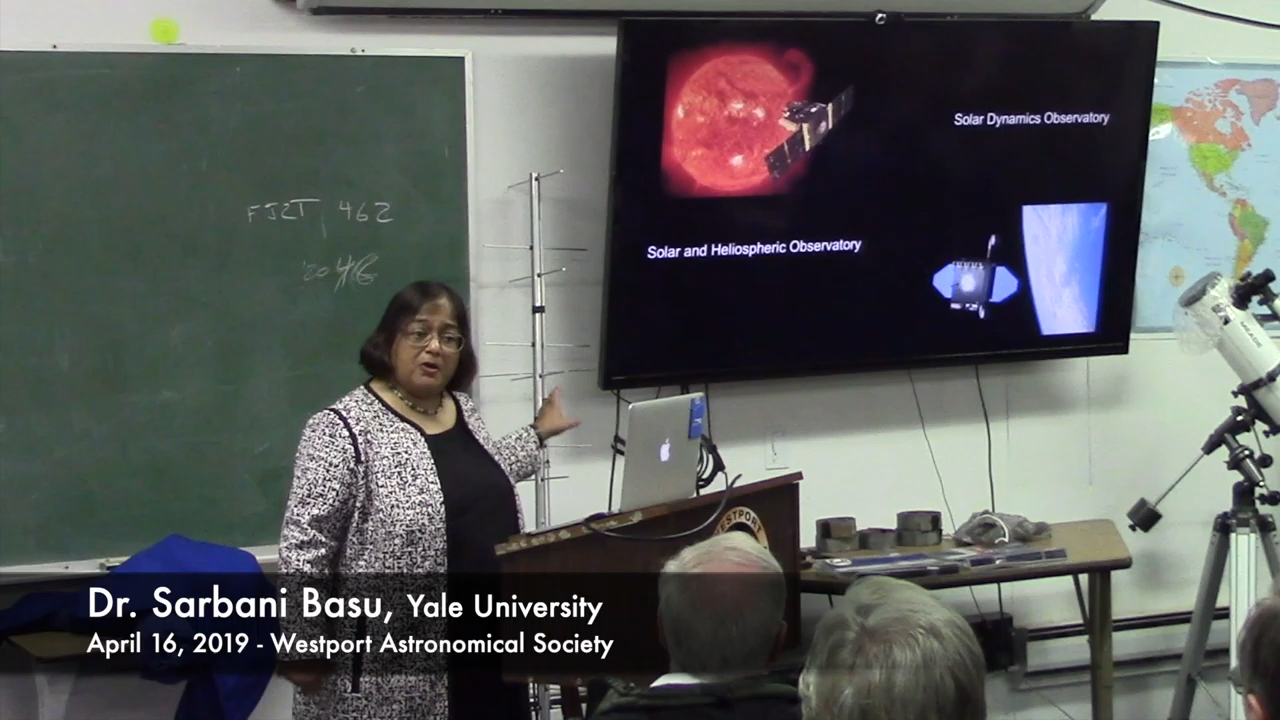 Solar Dynamics Observatory
FJ2T 462
Solar and Heliospheric Observatory
WESTPORT
Dr. Sarbani Basu, Yale University
April 16, 2019 - Westport Astronomical Society